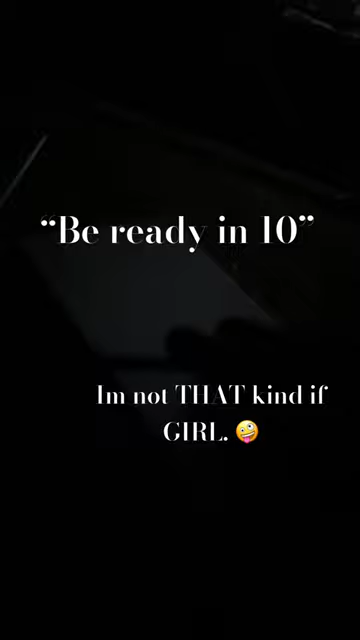 “Be ready in 10”
Im not THAT kind if
GIRL. 🤪